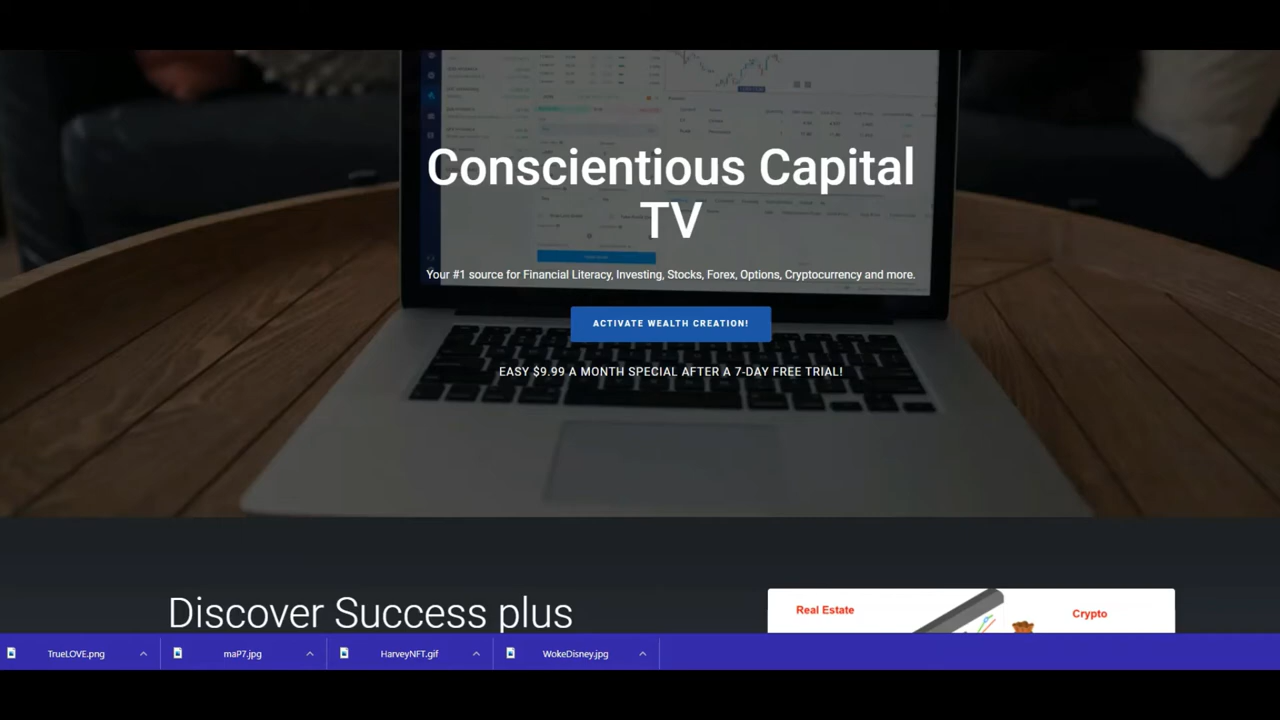 Conscientious Capital
TV
Your #1 source for Financial Literacy, Investing, Stocks, Forex, Options, Cryptocurrency and more.
ACTIVATE WEALTH CREATION!
EASY $9.99 A MONTH SPECIAL AFTER A 7-DAY FREE TRIAL!
Discover Success plus
Real Estate
Crypto
TrueLOVE.png
maP7.jpg
HarveyNFT.gif
WokeDisney.jpg